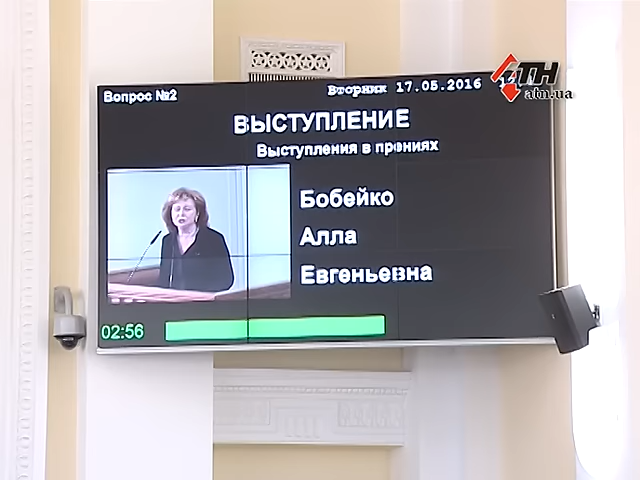 Вопрос №2
Вторник 17.05.2016
ВЫСТУПЛЕНИЕ
Выступления в прениях
Бобейко
Алла
Евгеньевна
02:56
АТН
atn.ua